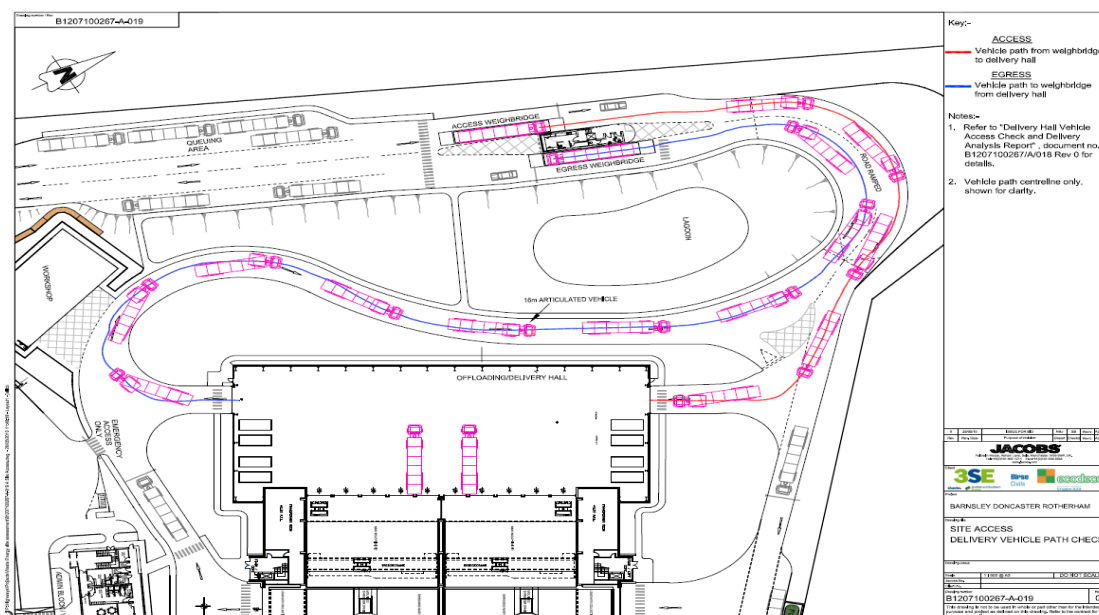 B1207100267-A-019
N
ACCESS WEIGHBRIDGE
QUEUING
AREA
EGRESS WEIGHBRIDGE
ROAD RAMPED
LAGOON
WORKSHOP
16m ARTICULATED VEHICLE
OFFLOADING/DELIVERY HALL
EMERGENCY
ACCESS
ONLY
ADMIN BLOCK
Key:-
ACCESS
Vehicle path from weighbridge
to delivery hall
EGRESS
Vehicle path to weighbridge
from delivery hall
Notes:-
1. Refer to "Delivery Hall Vehicle
Access Check and Delivery
Analysis Report" , document no.
B1207100267/A/018 Rev 0 for
details.
2. Vehicle path centreline only,
shown for clarity.
JACOBS
3SE
Birse
Civils
BARNSLEY DONCASTER ROTHERHAM
SITE ACCESS
DELIVERY VEHICLE PATH CHECK
DO NOT SCALE
B1207100267-A-019